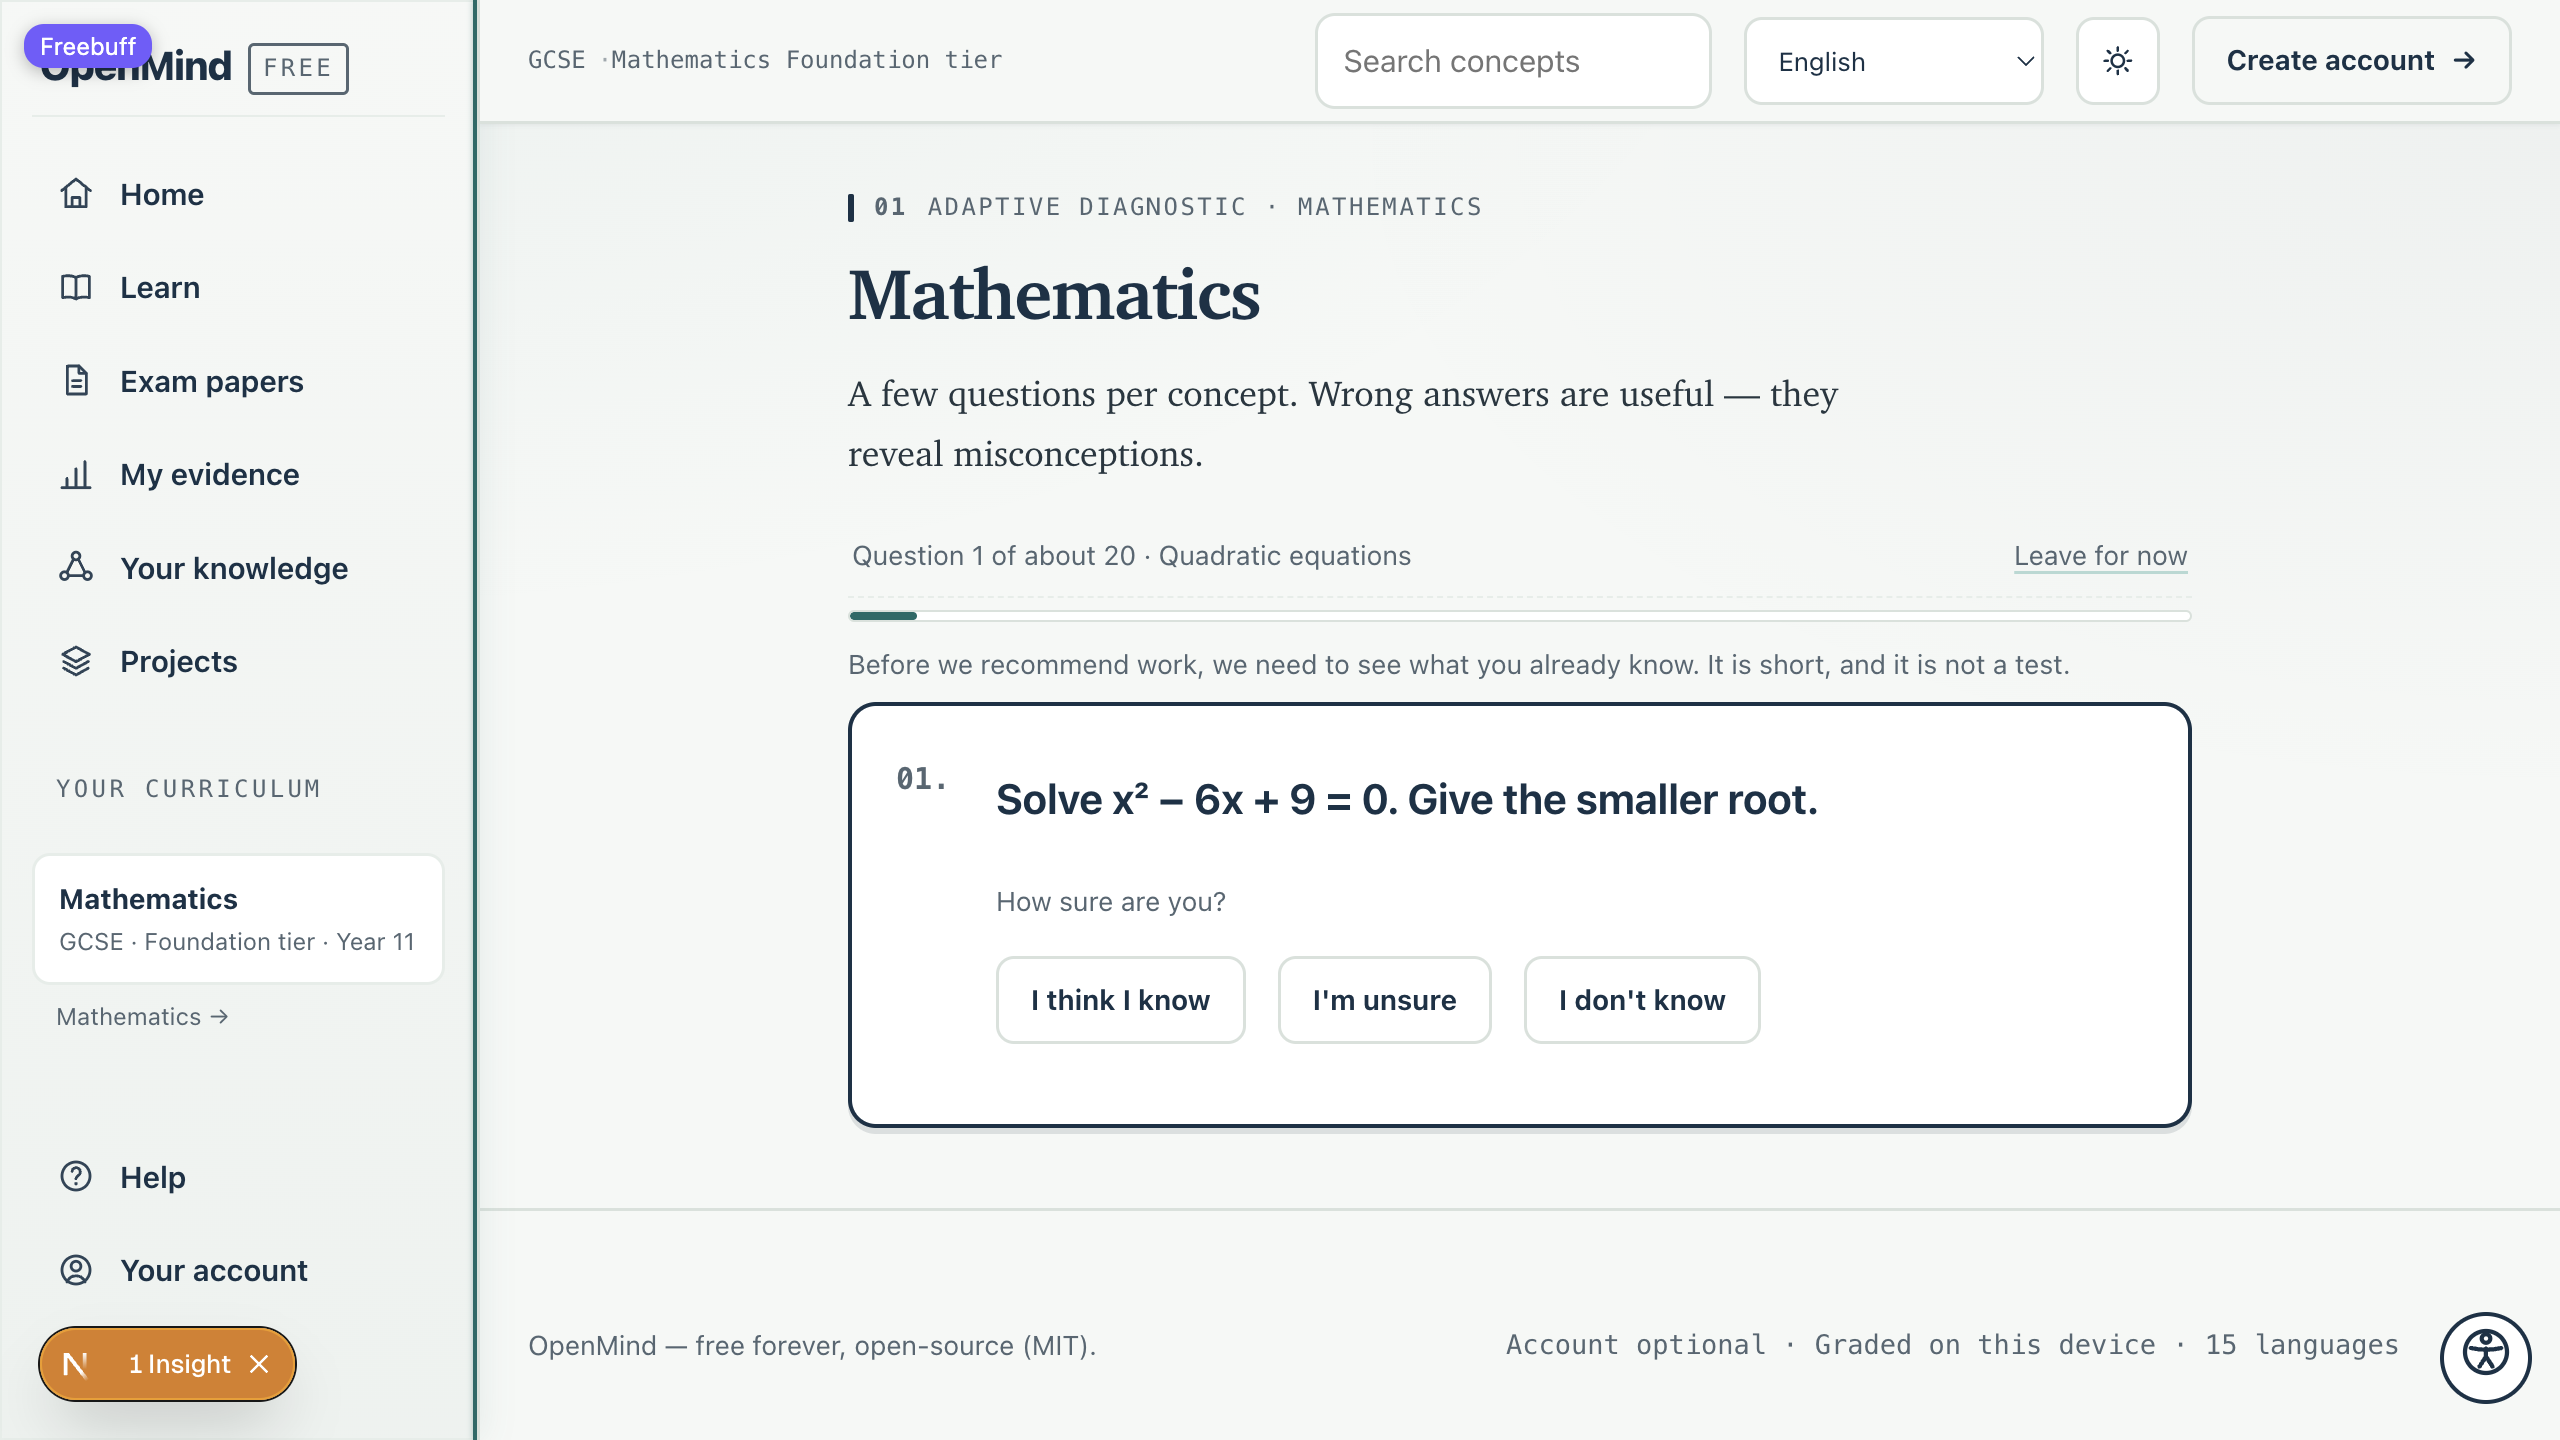 Freebuff
OpenMind FREE
Home
Learn
Exam papers
My evidence
Your knowledge
Projects
YOUR CURRICULUM
Mathematics
GCSE · Foundation tier · Year 11
Mathematics →
Help
Your account
1 Insight
GCSE ·Mathematics Foundation tier
Search concepts
English
Create account →
01 ADAPTIVE DIAGNOSTIC · MATHEMATICS
Mathematics
A few questions per concept. Wrong answers are useful — they
reveal misconceptions.
Question 1 of about 20 · Quadratic equations
Leave for now
Before we recommend work, we need to see what you already know. It is short, and it is not a test.
01.
Solve x² − 6x + 9 = 0. Give the smaller root.
How sure are you?
I think I know
I'm unsure
I don't know
OpenMind — free forever, open-source (MIT).
Account optional · Graded on this device · 15 languages